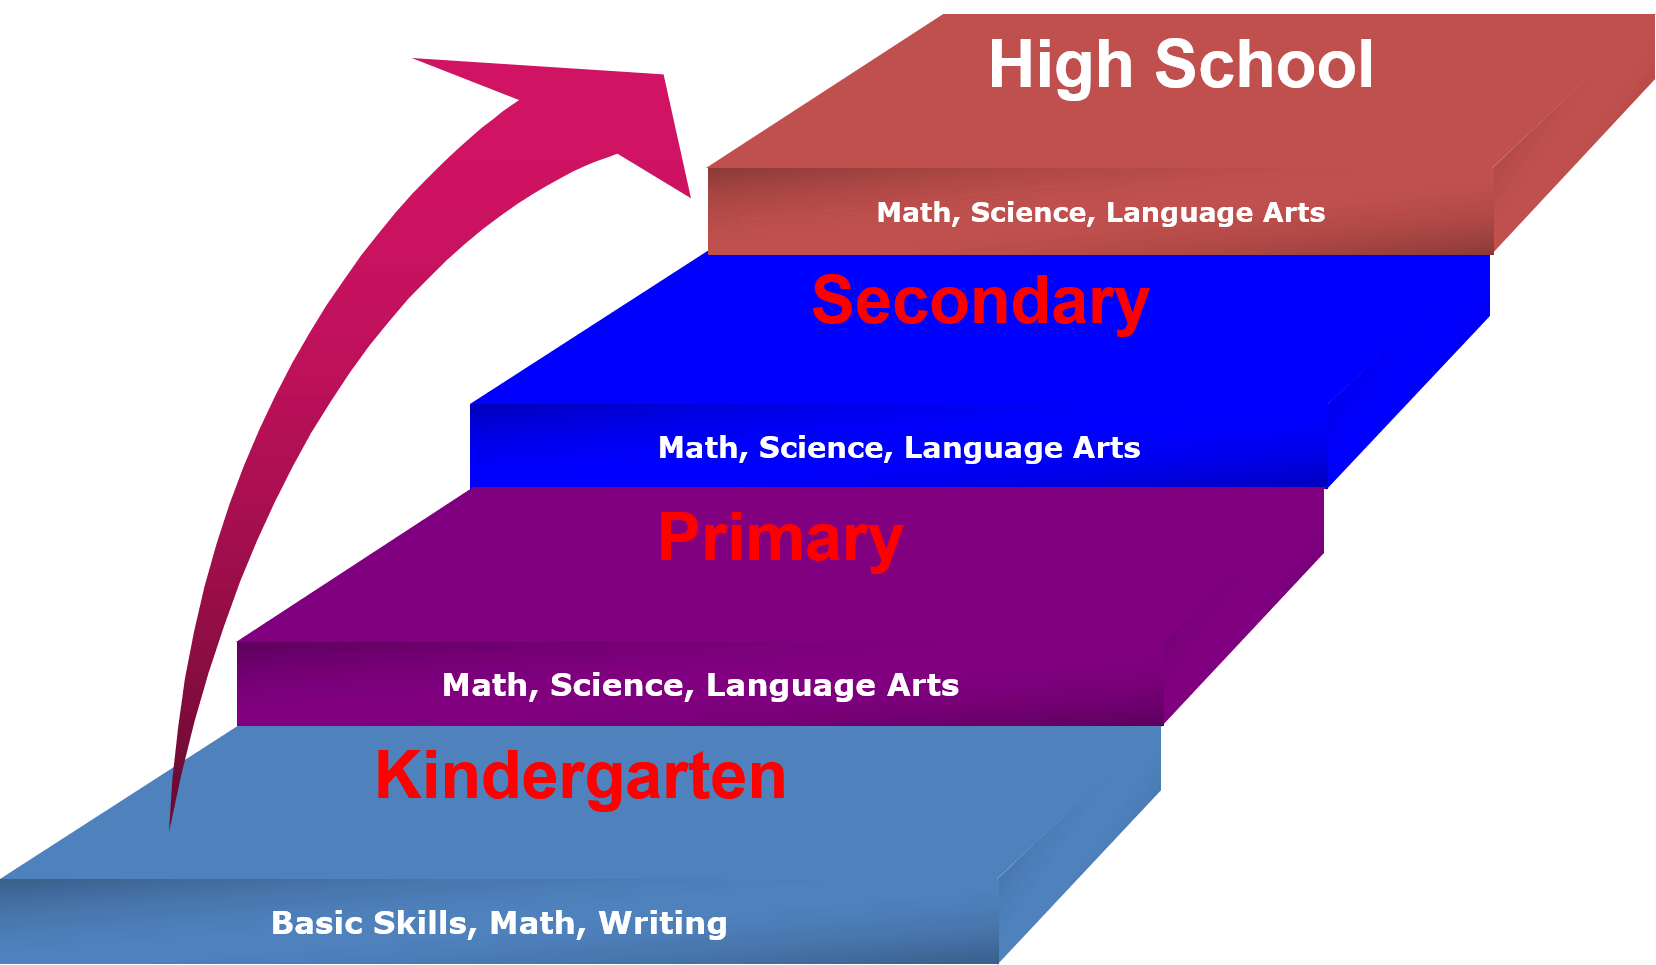 High School
Math, Science, Language Arts
Secondary
Math, Science, Language Arts
Primary
Math, Science, Language Arts
Kindergarten
Basic Skills, Math, Writing